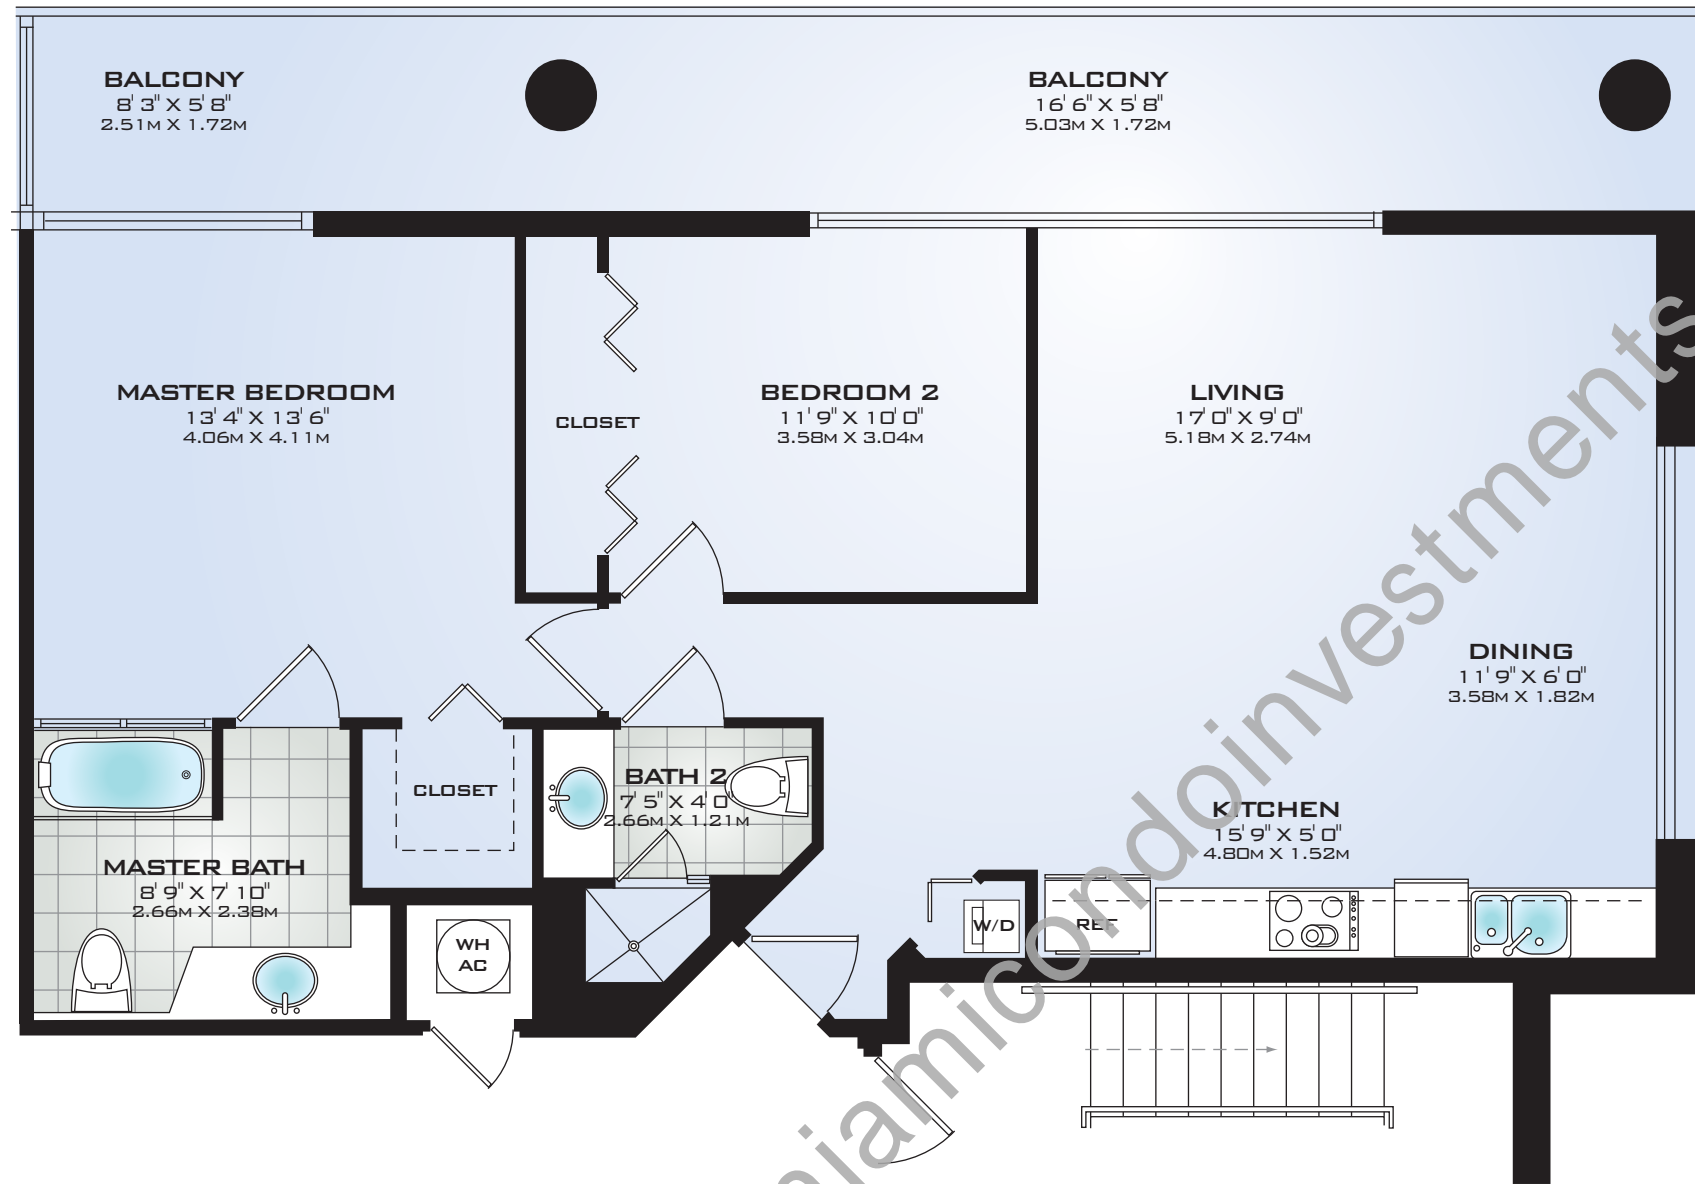 BALCONY
8' 3" X 5' 8"
2.51M X 1.72M
BALCONY
16' 6" X 5' 8"
5.03M X 1.72M
MASTER BEDROOM
13' 4" X 13' 6"
4.06M X 4.11M
CLOSET
BEDROOM 2
11' 9" X 10' 0"
3.58M X 3.04M
LIVING
17' 0" X 9' 0"
5.18M X 2.74M
DINING
11' 9" X 6' 0"
3.58M X 1.82M
CLOSET
BATH 2
7' 5" X 4' 0"
2.66M X 1.21M
KITCHEN
15' 9" X 5' 0"
4.80M X 1.52M
MASTER BATH
8' 9" X 7' 10"
2.66M X 2.38M
WH
AC
W/D
REF
miamicondoinvestments